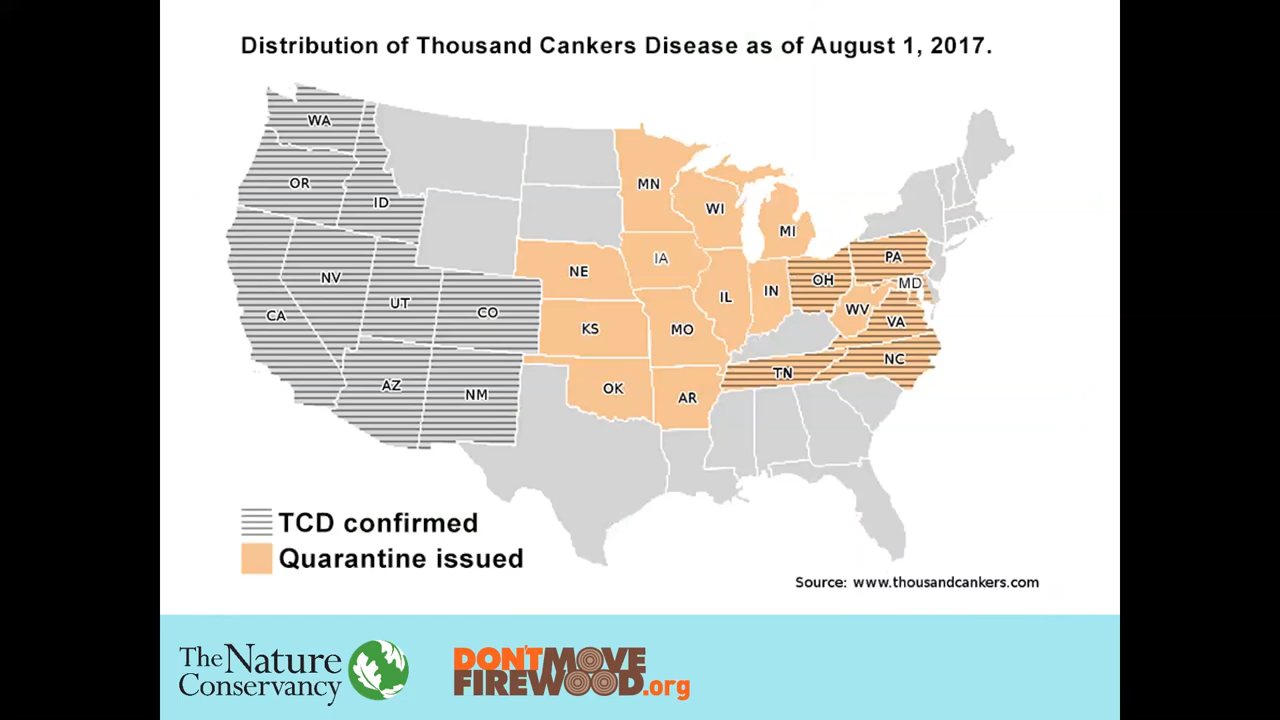 Distribution of Thousand Cankers Disease as of August 1, 2017.
WA
OR
ID
MN
WI
MI
NV
UT
CA
CO
AZ
NM
NE
IA
IL
IN
OH
PA
MD
WV
VA
KS
MO
OK
AR
TN
NC
TCD confirmed
Quarantine issued
Source: www.thousandcankers.com
The Nature
Conservancy
DON'T MOVE
FIREWOOD.org